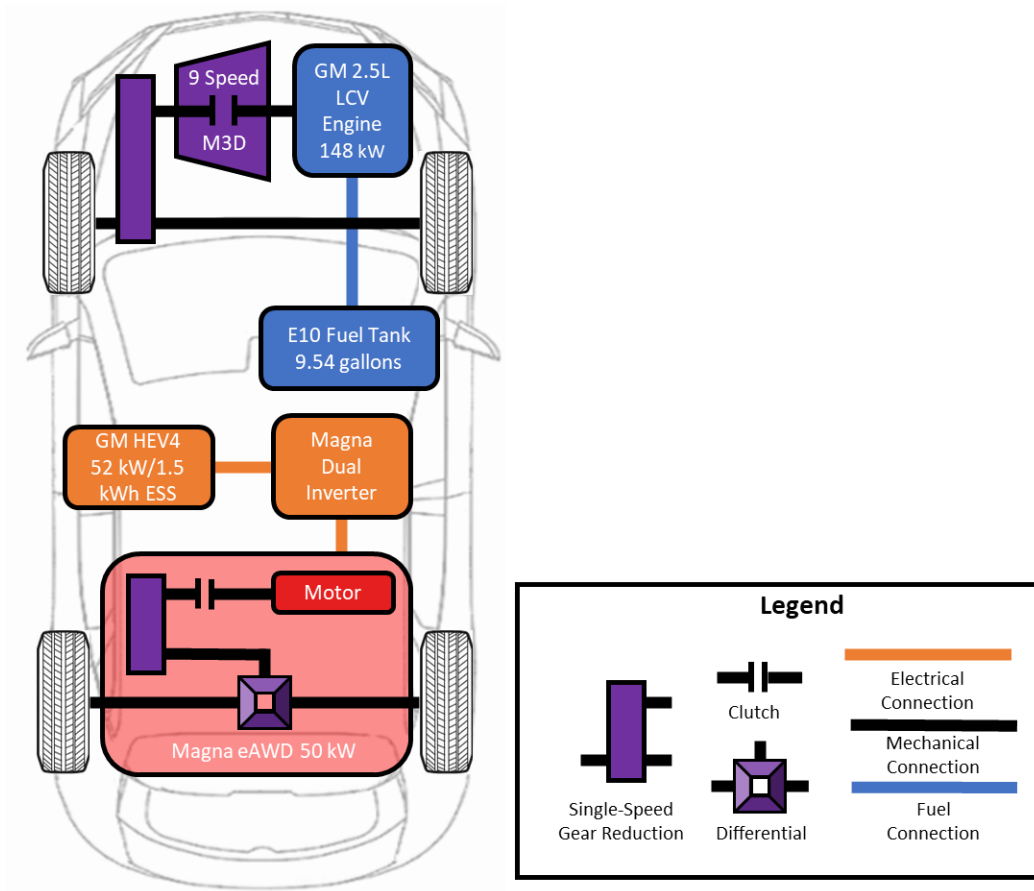 9 Speed
M3D
GM 2.5L
LCV
Engine
148 kW
E10 Fuel Tank
9.54 gallons
GM HEV4
52 kW/1.5
kWh ESS
Magna
Dual
Inverter
Motor
Magna eAWD 50 kW
Legend
Single-Speed
Gear Reduction
Clutch
Differential
Electrical
Connection
Mechanical
Connection
Fuel
Connection